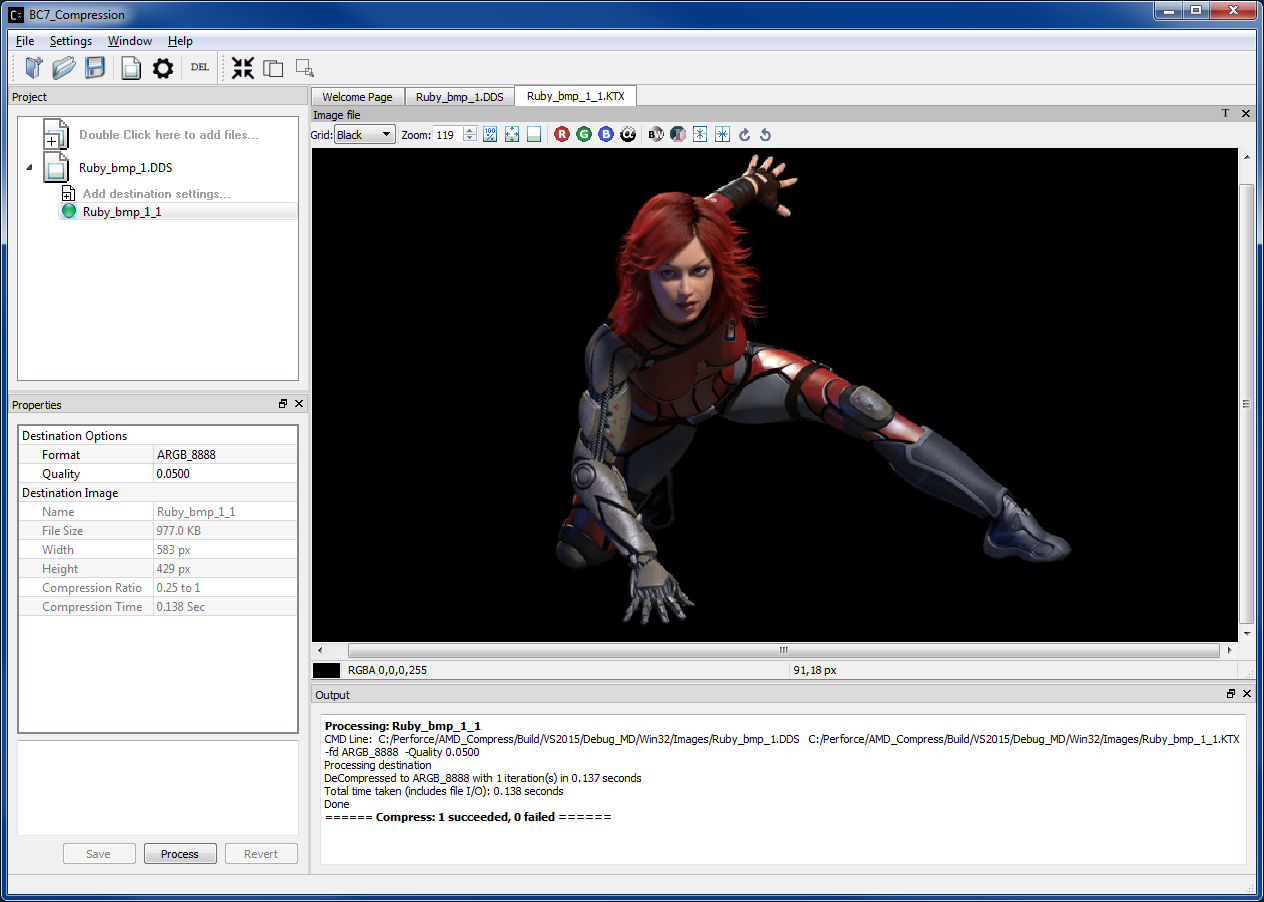 BC7_Compression
File Settings Window Help
DEL
Project
Double Click here to add files...
Ruby_bmp_1.DDS
Add destination settings...
Ruby_bmp_1_1
Properties
Destination Options
Format ARGB_8888
Quality 0.0500
Destination Image
Name Ruby_bmp_1_1
File Size 977.0 KB
Width 583 px
Height 429 px
Compression Ratio 0.25 to 1
Compression Time 0.138 Sec
Save Process Revert
Welcome Page Ruby_bmp_1.DDS Ruby_bmp_1_1.KTX
Image file T
Grid: Black Zoom: 119 100% R G B α BW
RGBA 0,0,0,255 91,18 px
Output
Processing: Ruby_bmp_1_1
CMD Line: C:/Perforce/AMD_Compress/Build/VS2015/Debug_MD/Win32/Images/Ruby_bmp_1.DDS C:/Perforce/AMD_Compress/Build/VS2015/Debug_MD/Win32/Images/Ruby_bmp_1_1.KTX
-fd ARGB_8888 -Quality 0.0500
Processing destination
DeCompressed to ARGB_8888 with 1 iteration(s) in 0.137 seconds
Total time taken (includes file I/O): 0.138 seconds
Done
====== Compress: 1 succeeded, 0 failed ======